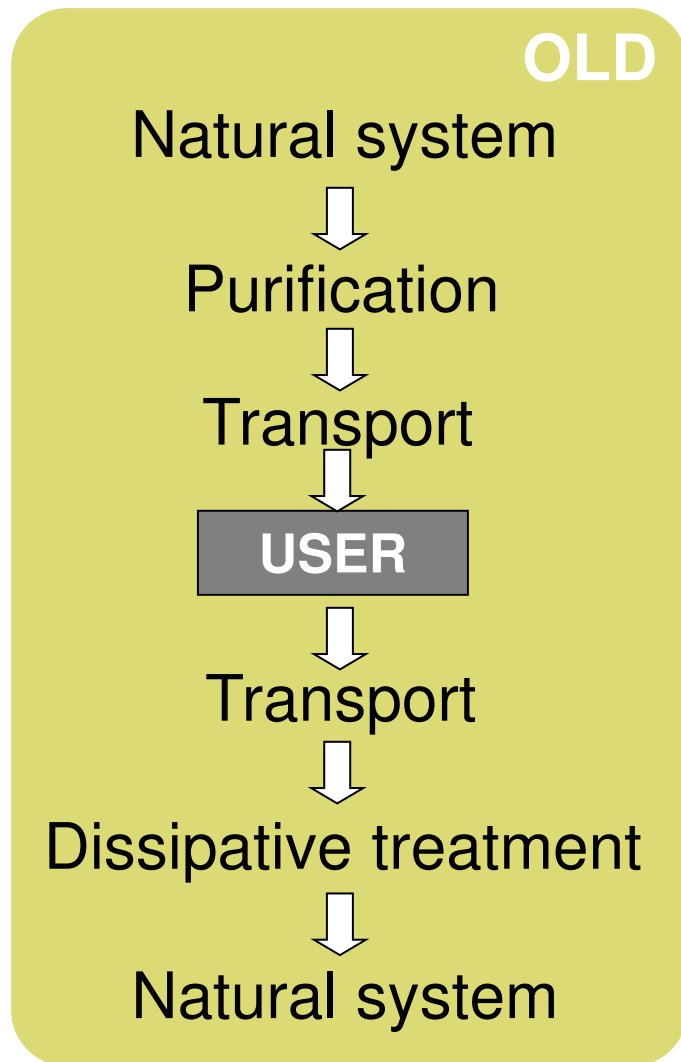 OLD
Natural system
Purification
Transport
USER
Transport
Dissipative treatment
Natural system